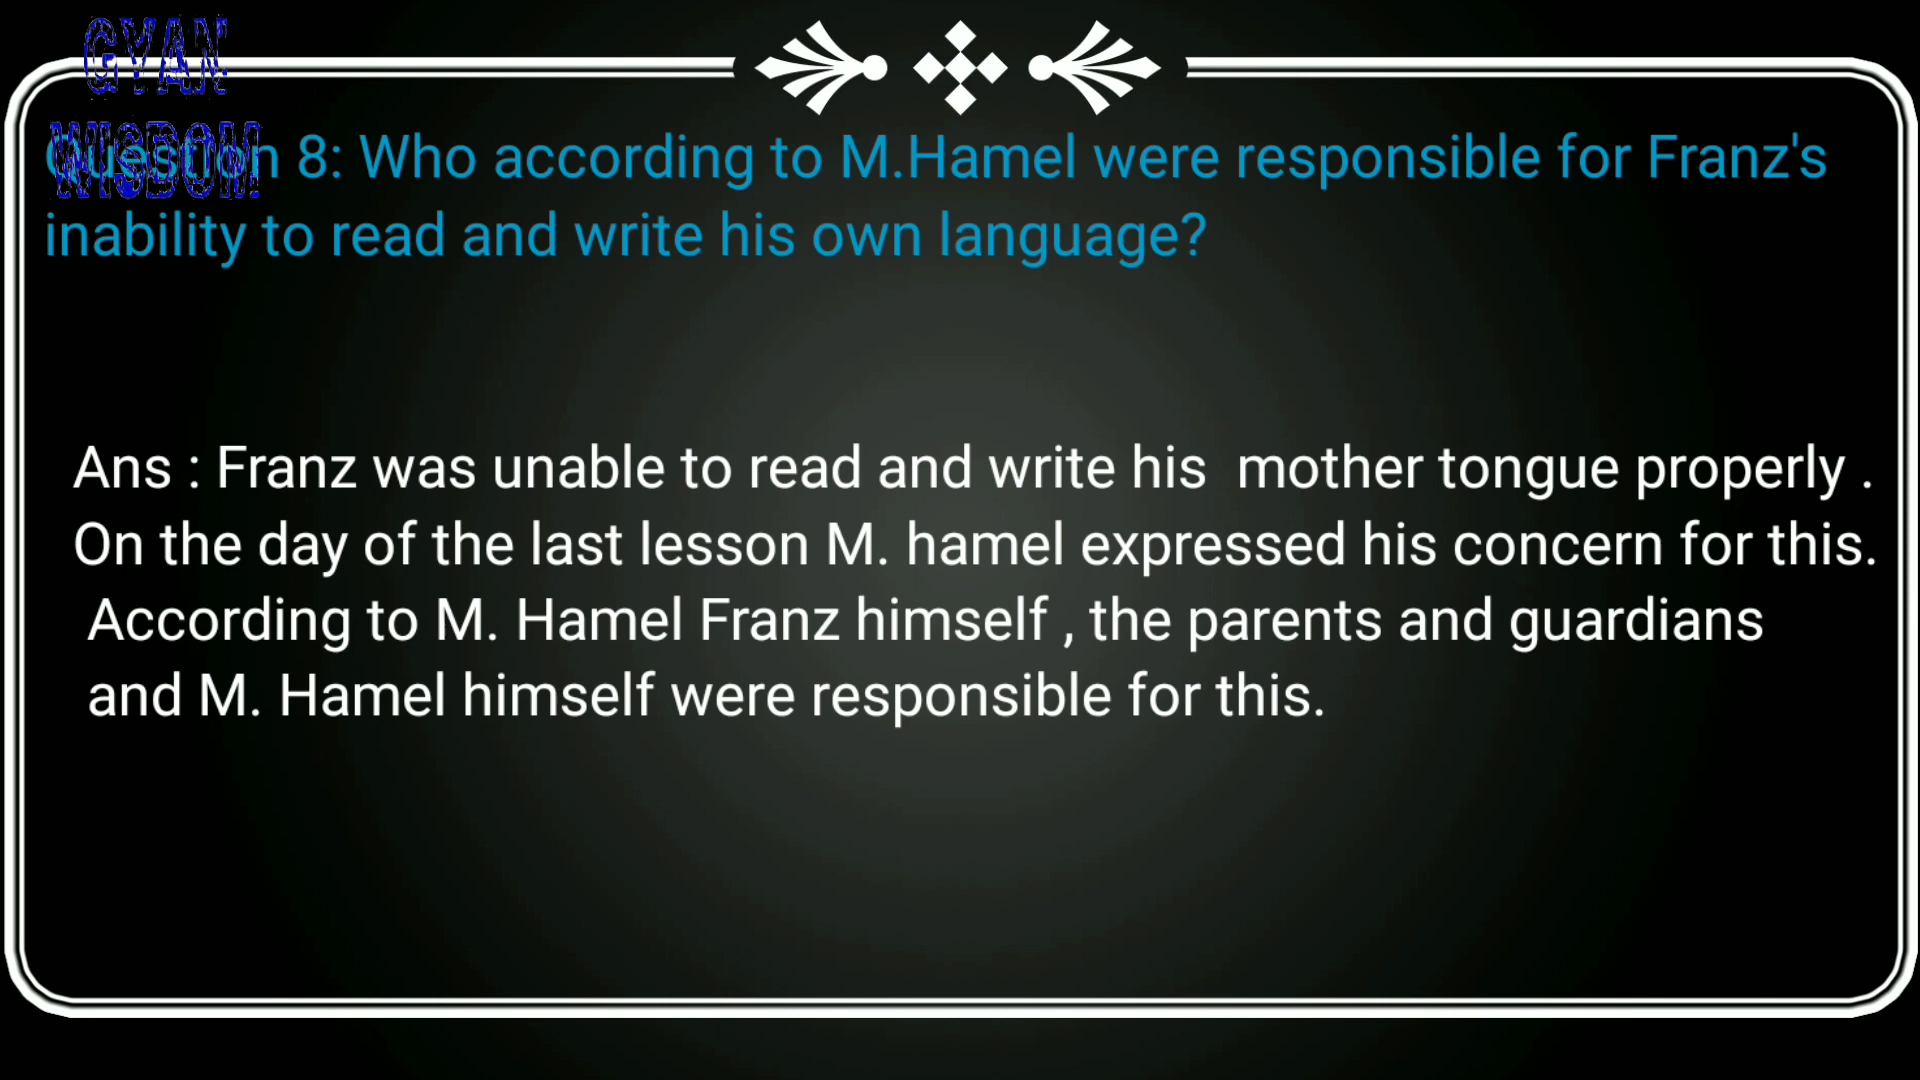 GYAN
WISDOM
Question 8: Who according to M.Hamel were responsible for Franz's
inability to read and write his own language?
Ans : Franz was unable to read and write his  mother tongue properly .
On the day of the last lesson M. hamel expressed his concern for this.
According to M. Hamel Franz himself , the parents and guardians
and M. Hamel himself were responsible for this.